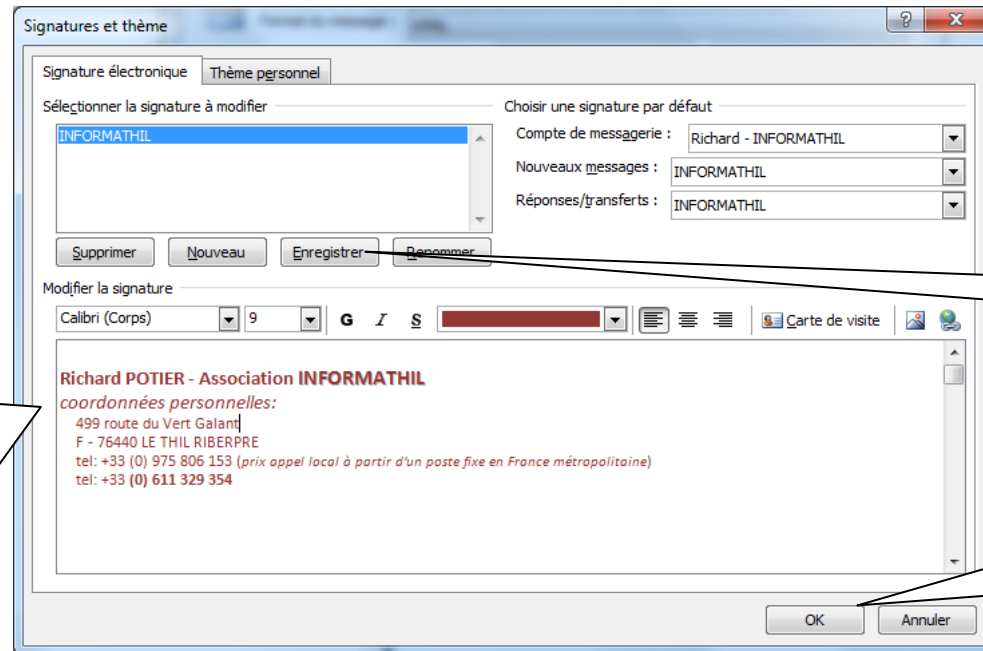 Signatures et thème
Signature électronique
Thème personnel
Sélectionner la signature à modifier
INFORMATHIL
Choisir une signature par défaut
Compte de messagerie : Richard - INFORMATHIL
Nouveaux messages : INFORMATHIL
Réponses/transferts : INFORMATHIL
Supprimer Nouveau Enregistrer Renommer
Modifier la signature
Calibri (Corps) 9 G I S Carte de visite
Richard POTIER - Association INFORMATHIL
coordonnées personnelles:
499 route du Vert Galant
F - 76440 LE THIL RIBERPRE
tel: +33 (0) 975 806 153 (prix appel local à partir d'un poste fixe en France métropolitaine)
tel: +33 (0) 611 329 354
OK Annuler